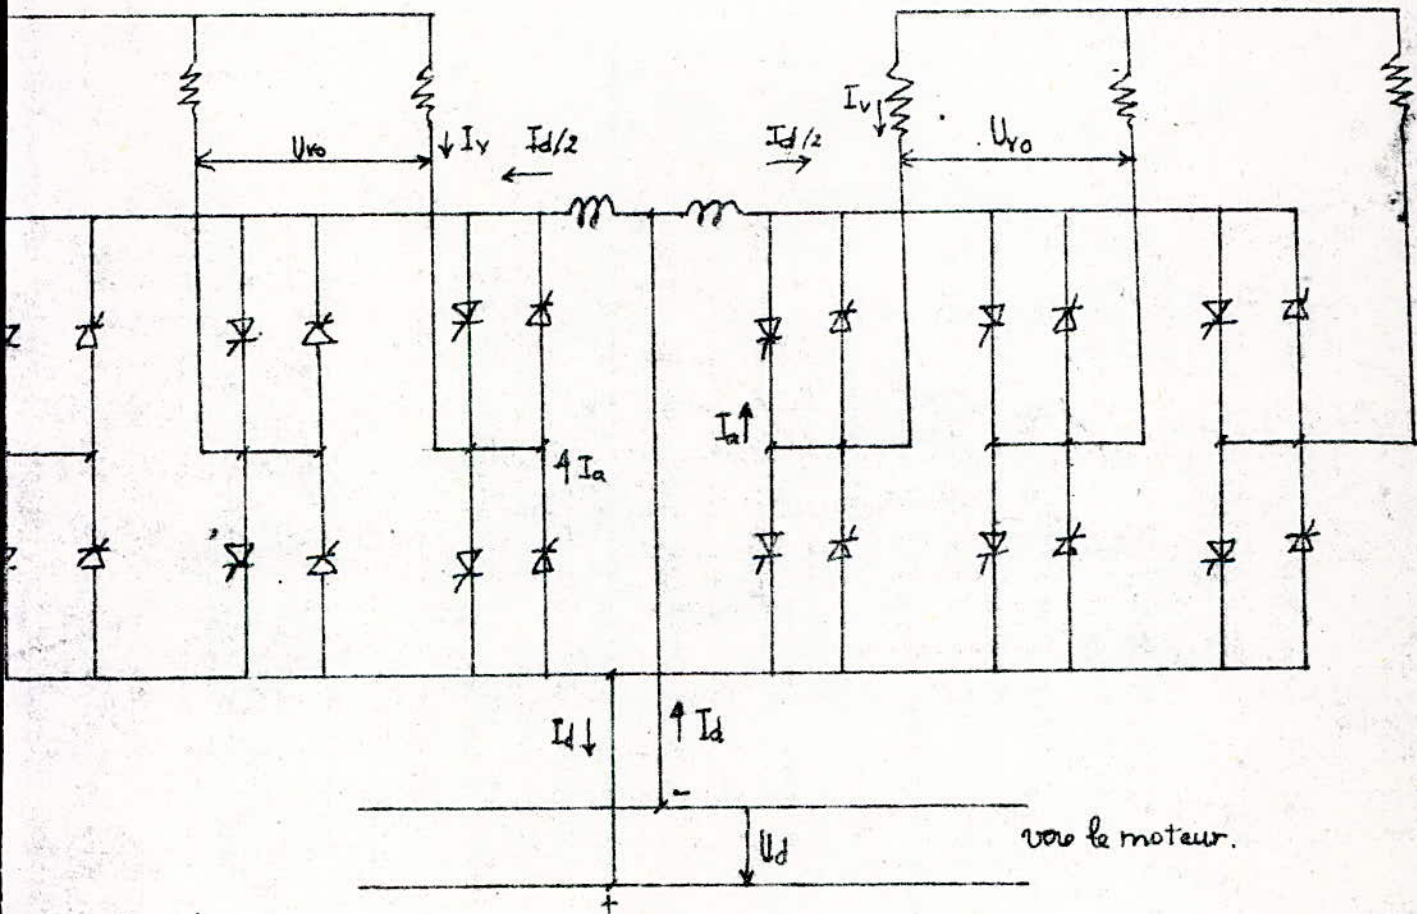 Uvo
Iv
Id/2
Id/2
Iv
Uvo
Ia
Ia
Id
Id
-
Ud
+
vers le moteur.